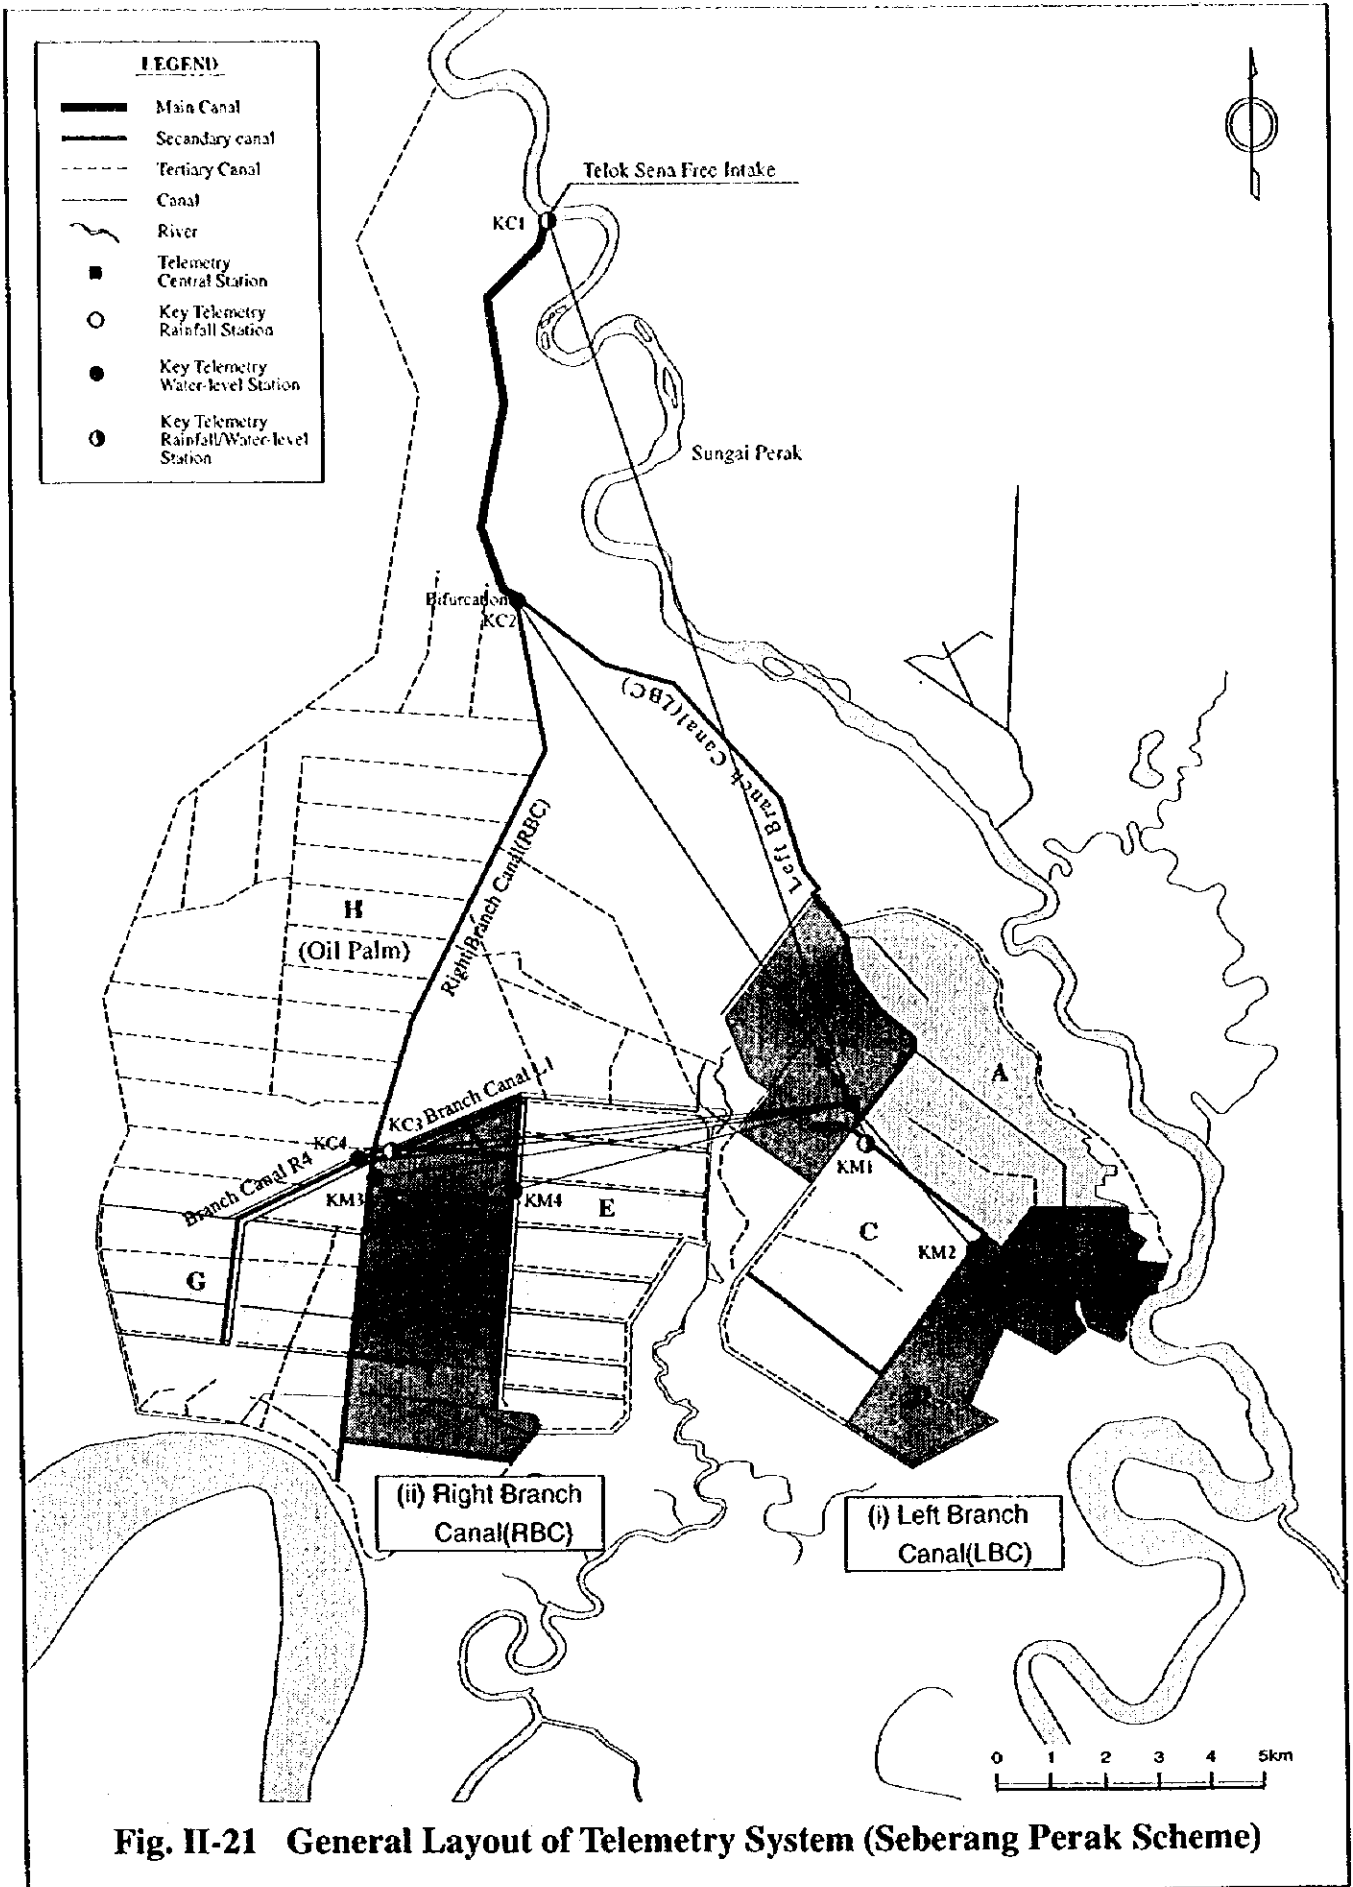 LEGEND
Main Canal
Secandary canal
Tertiary Canal
Canal
River
Telemetry
Central Station
Key Telemetry
Rainfall Station
Key Telemetry
Water-level Station
Key Telemetry
Rainfall/Water-level
Station
Telok Sena Free Intake
KC1
Sungai Perak
Bifurcation
KC2
Left Branch Canal(LBC)
Right Branch Canal(RBC)
H
(Oil Palm)
A
Branch Canal L1
KC3
KC4
Branch Canal R4
KM3
KM4
E
KM1
C
KM2
G
(ii) Right Branch
Canal(RBC)
(i) Left Branch
Canal(LBC)
0 1 2 3 4 5km
Fig. II-21 General Layout of Telemetry System (Seberang Perak Scheme)